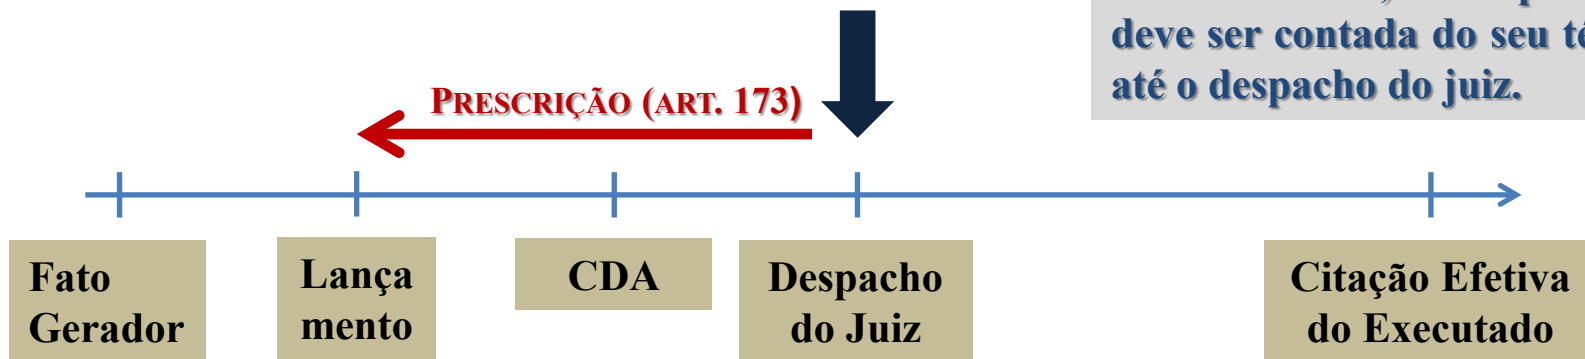 deve ser contada do seu
até o despacho do juiz.
PRESCRIÇÃO (ART. 173)
Fato
Gerador
Lança
mento
CDA
Despacho
do Juiz
Citação Efetiva
do Executado